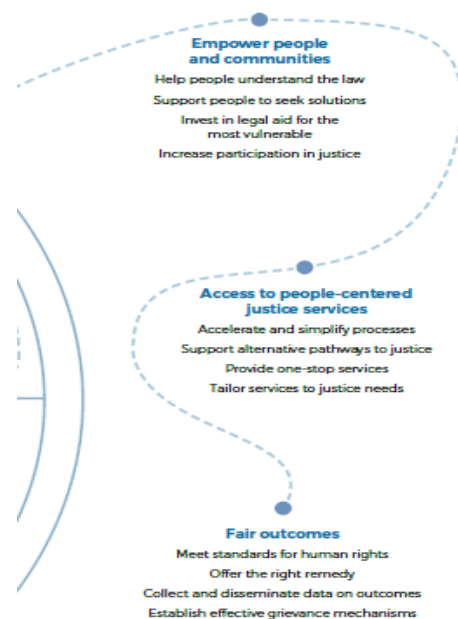 Empower people
and communities
Help people understand the law
Support people to seek solutions
Invest in legal aid for the
most vulnerable
Increase participation in justice
Access to people-centered
justice services
Accelerate and simplify processes
Support alternative pathways to justice
Provide one-stop services
Tailor services to justice needs
Fair outcomes
Meet standards for human rights
Offer the right remedy
Collect and disseminate data on outcomes
Establish effective grievance mechanisms